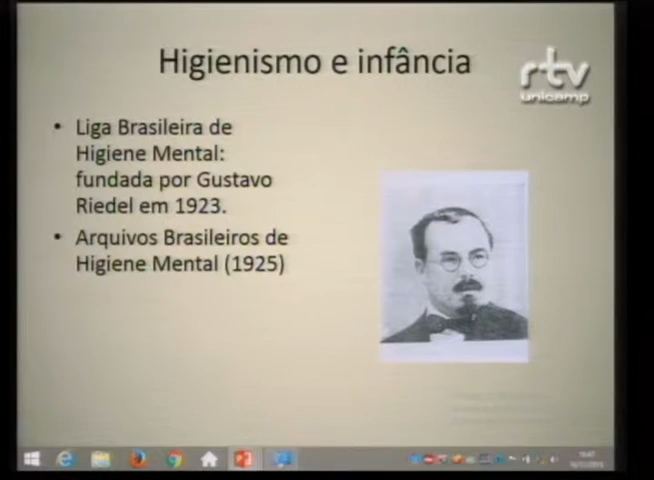 Higienismo e infância
rtv
unicamp
• Liga Brasileira de
Higiene Mental:
fundada por Gustavo
Riedel em 1923.
• Arquivos Brasileiros de
Higiene Mental (1925)